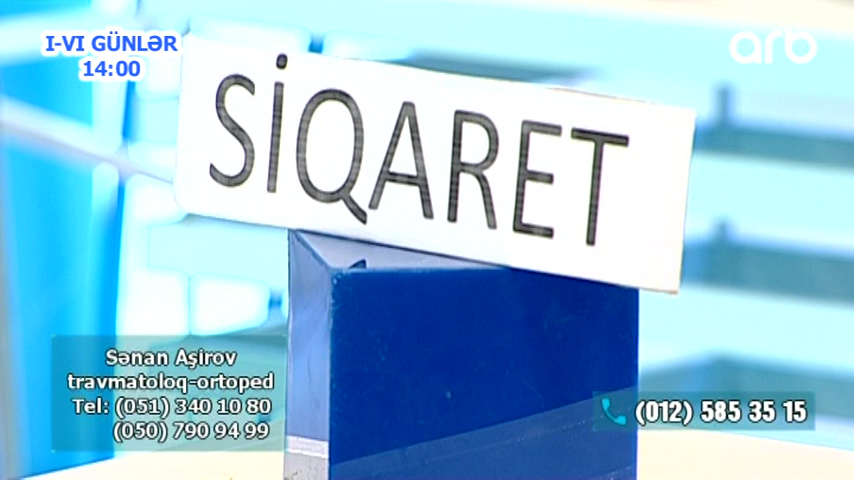 I-VI GÜNLƏR
14:00
arb
SİQARET
Sənan Aşirov
travmatoloq-ortoped
Tel: (051) 340 10 80
(050) 790 94 99
(012) 585 35 15